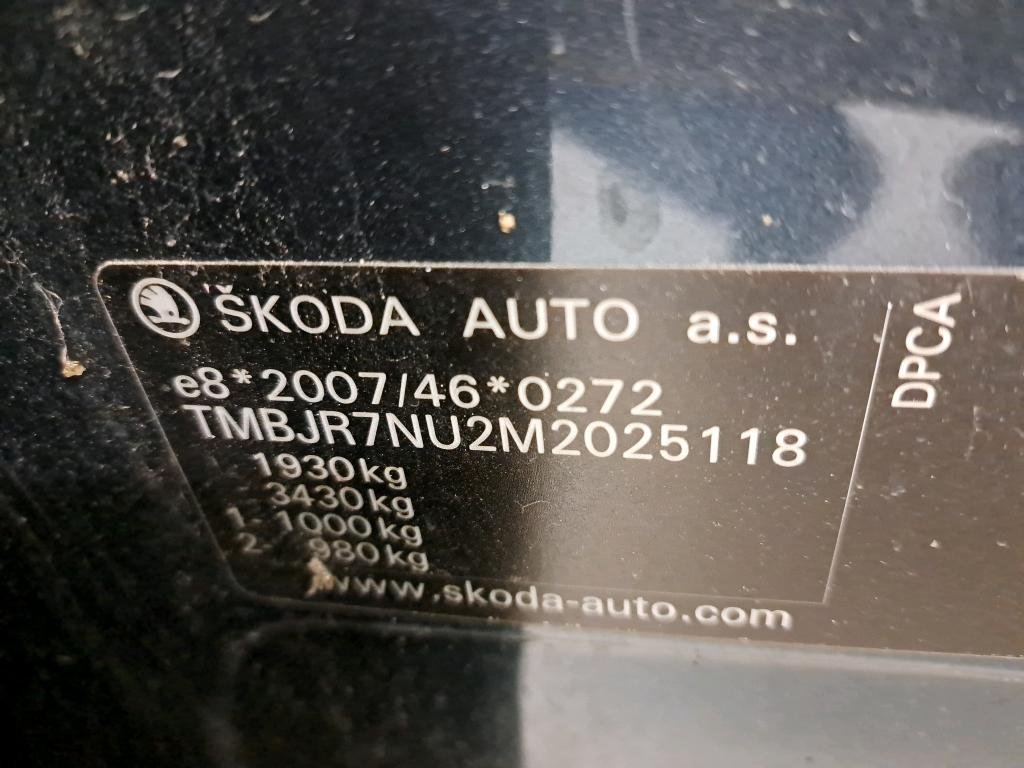 ŠKODA AUTO a.s.
e8*2007/46*0272
TMBJR7NU2M2025118
1930kg
3430kg
1- 1000kg
2- 980kg
www.skoda-auto.com
DPCA